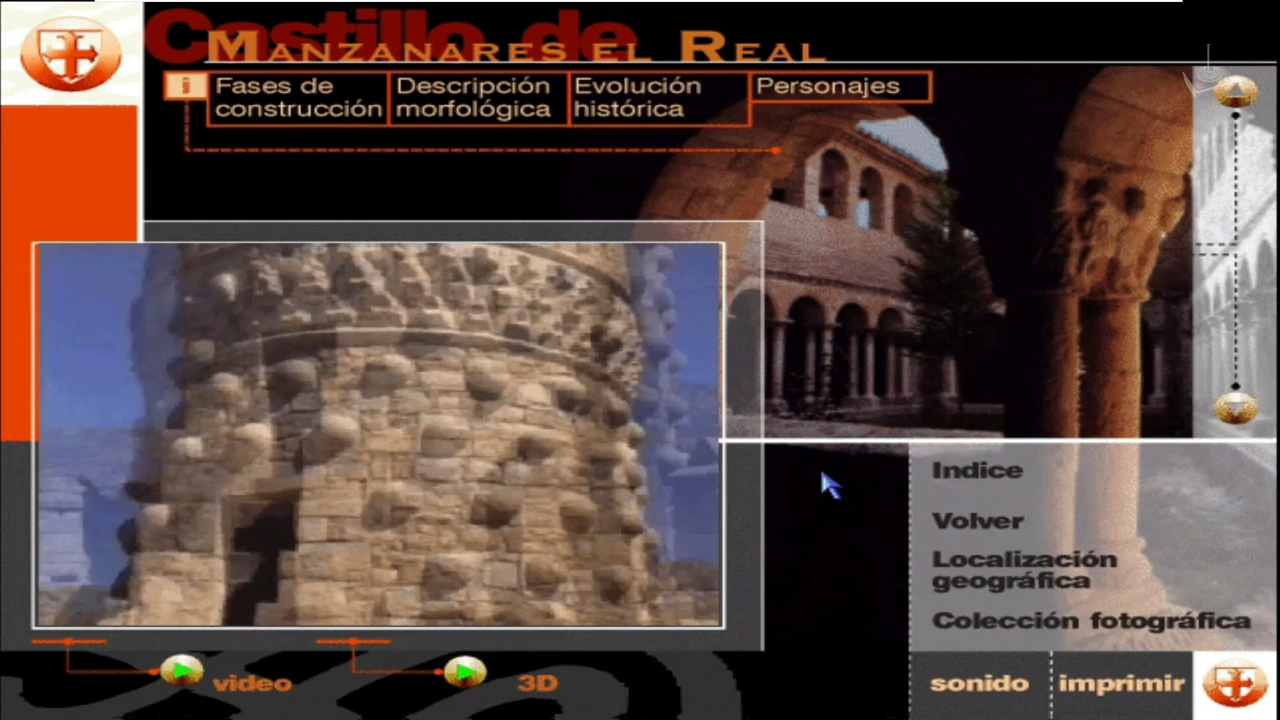 Castillo de
MANZANARES EL REAL
i
Fases de
construcción
Descripción
morfológica
Evolución
histórica
Personajes
Indice
Volver
Localización
geográfica
Colección fotográfica
video
3D
sonido
imprimir